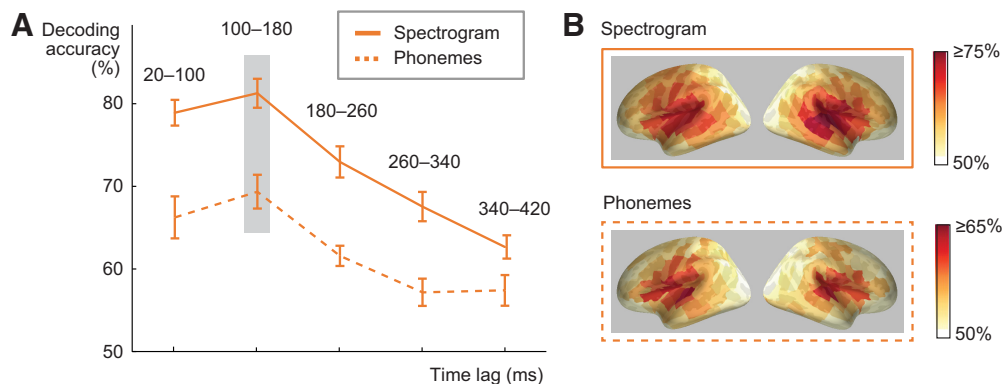 A
Decoding
accuracy
(%)
80
70
60
50
20–100
100–180
180–260
260–340
340–420
Spectrogram
Phonemes
Time lag (ms)
B
Spectrogram
≥75%
50%
Phonemes
≥65%
50%